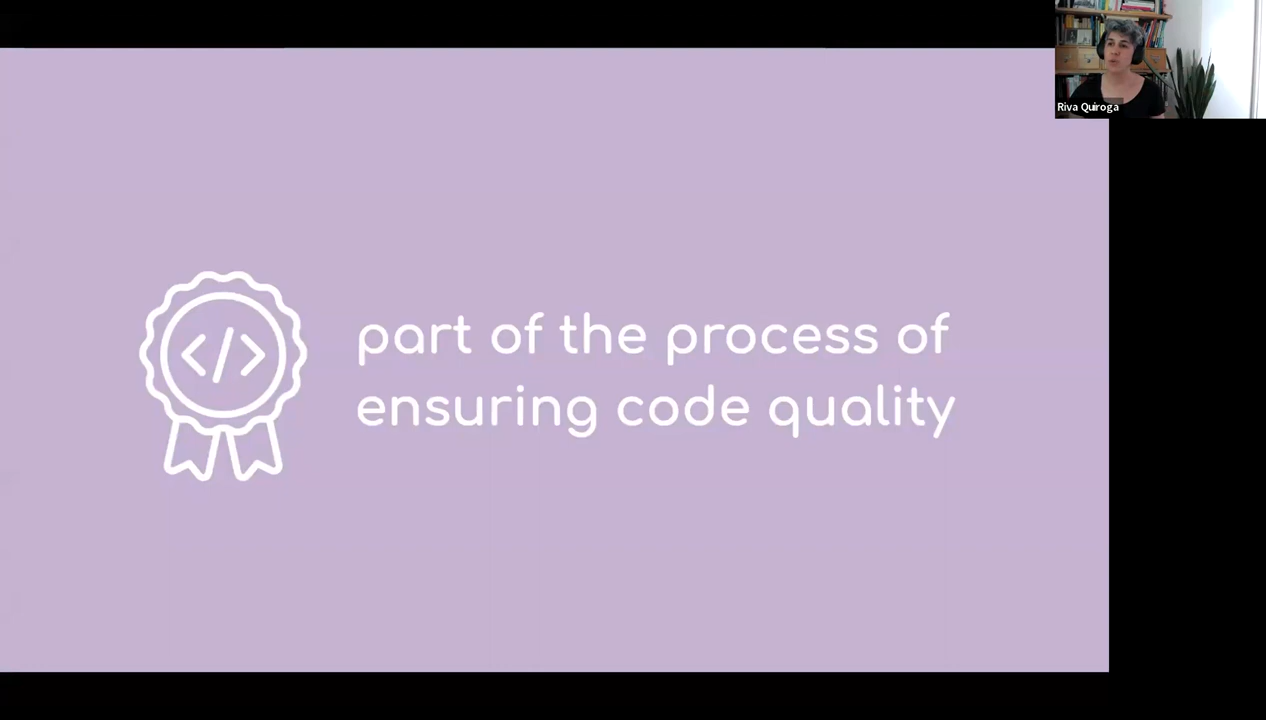 Riva Quiroga
</>
part of the process of
ensuring code quality